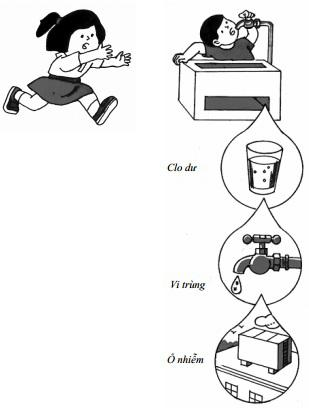 Clo dư
Vi trùng
Ô nhiễm